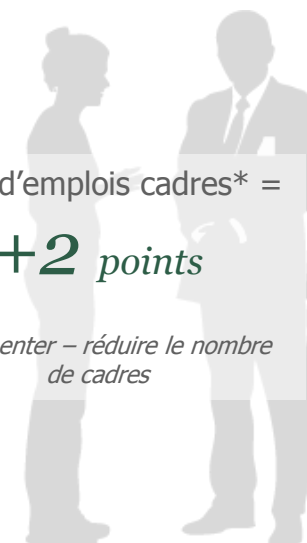 d’emplois cadres* =
+2 points
enter – réduire le nombre
de cadres